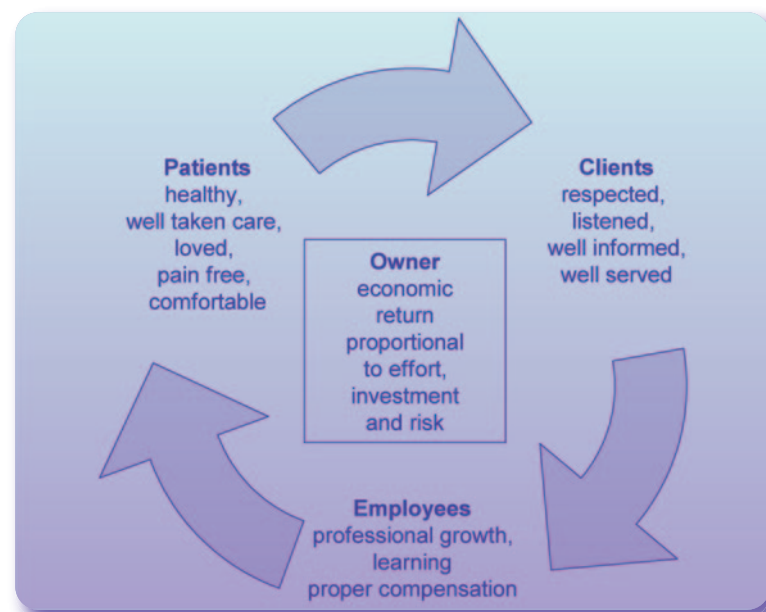 Patients
healthy,
well taken care,
loved,
pain free,
comfortable
Clients
respected,
listened,
well informed,
well served
Owner
economic
return
proportional
to effort,
investment
and risk
Employees
professional growth,
learning
proper compensation